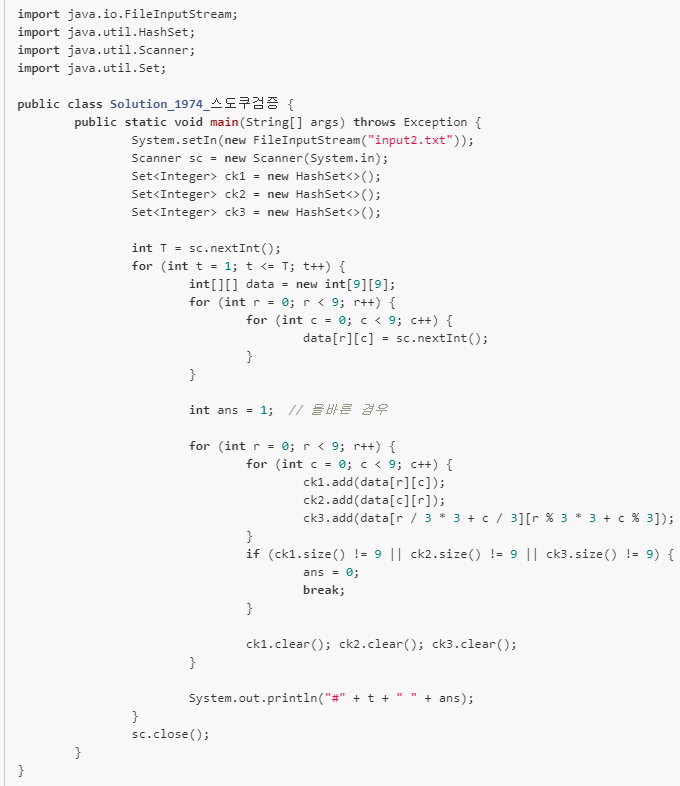 import java.io.FileInputStream;
import java.util.HashSet;
import java.util.Scanner;
import java.util.Set;

public class Solution_1974_스도쿠검증 {
        public static void main(String[] args) throws Exception {
                System.setIn(new FileInputStream("input2.txt"));
                Scanner sc = new Scanner(System.in);
                Set<Integer> ck1 = new HashSet<>();
                Set<Integer> ck2 = new HashSet<>();
                Set<Integer> ck3 = new HashSet<>();

                int T = sc.nextInt();
                for (int t = 1; t <= T; t++) {
                        int[][] data = new int[9][9];
                        for (int r = 0; r < 9; r++) {
                                for (int c = 0; c < 9; c++) {
                                        data[r][c] = sc.nextInt();
                                }
                        }

                        int ans = 1;  // 올바른 경우

                        for (int r = 0; r < 9; r++) {
                                for (int c = 0; c < 9; c++) {
                                        ck1.add(data[r][c]);
                                        ck2.add(data[c][r]);
                                        ck3.add(data[r / 3 * 3 + c / 3][r % 3 * 3 + c % 3]);
                                }
                                if (ck1.size() != 9 || ck2.size() != 9 || ck3.size() != 9) {
                                        ans = 0;
                                        break;
                                }

                                ck1.clear(); ck2.clear(); ck3.clear();
                        }

                        System.out.println("#" + t + " " + ans);
                }
                sc.close();
        }
}